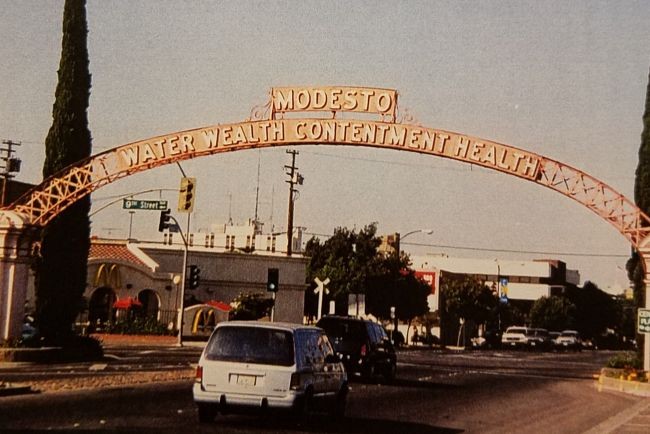 MODESTO
WATER WEALTH CONTENTMENT HEALTH
9TH Street